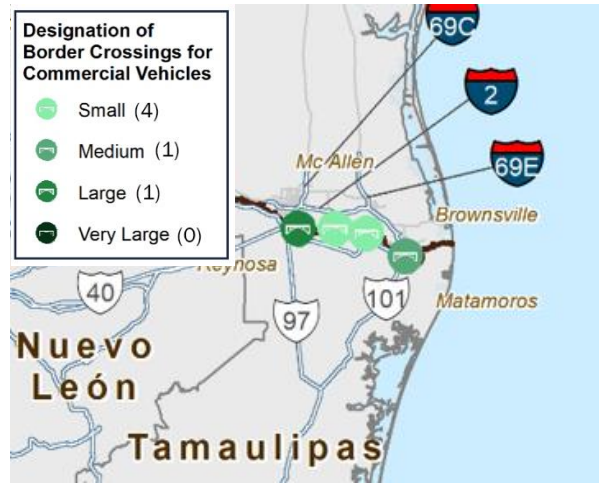 Designation of
Border Crossings for
Commercial Vehicles
Small (4)
Medium (1)
Large (1)
Very Large (0)
69C
2
69E
Mc Allen
Brownsville
Reynosa
40
97
101
Matamoros
Nuevo
León
Tamaulipas